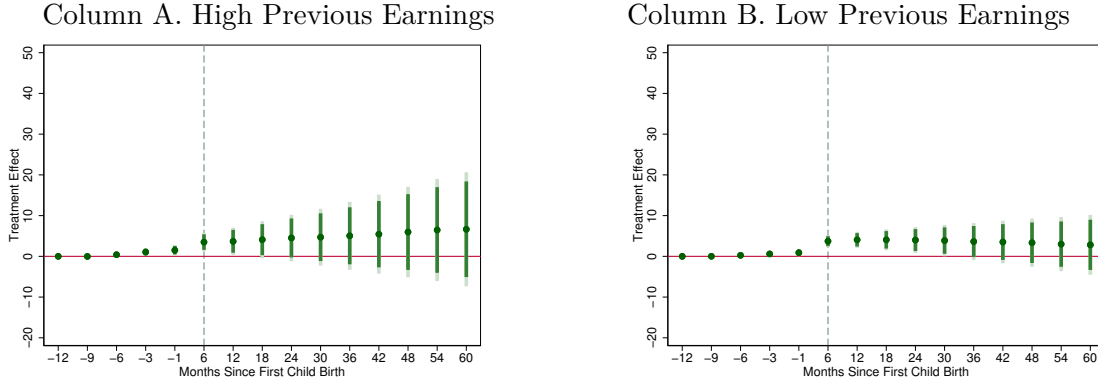 Column A. High Previous Earnings
Column B. Low Previous Earnings
Treatment Effect
50
40
30
20
10
0
−10
−20
−12 −9 −6 −3 −1 6 12 18 24 30 36 42 48 54 60
Months Since First Child Birth
Treatment Effect
50
40
30
20
10
0
−10
−20
−12 −9 −6 −3 −1 6 12 18 24 30 36 42 48 54 60
Months Since First Child Birth